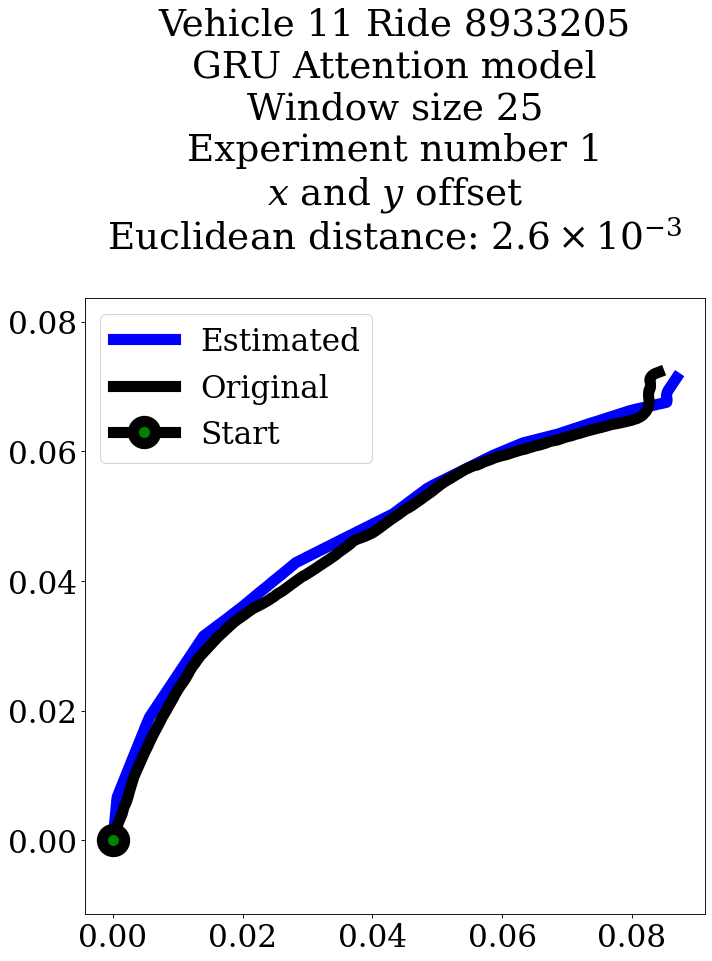 Vehicle 11 Ride 8933205
GRU Attention model
Window size 25
Experiment number 1
x and y offset
Euclidean distance: 2.6 × 10⁻³
Estimated
Original
Start
0.08
0.06
0.04
0.02
0.00
0.00 0.02 0.04 0.06 0.08